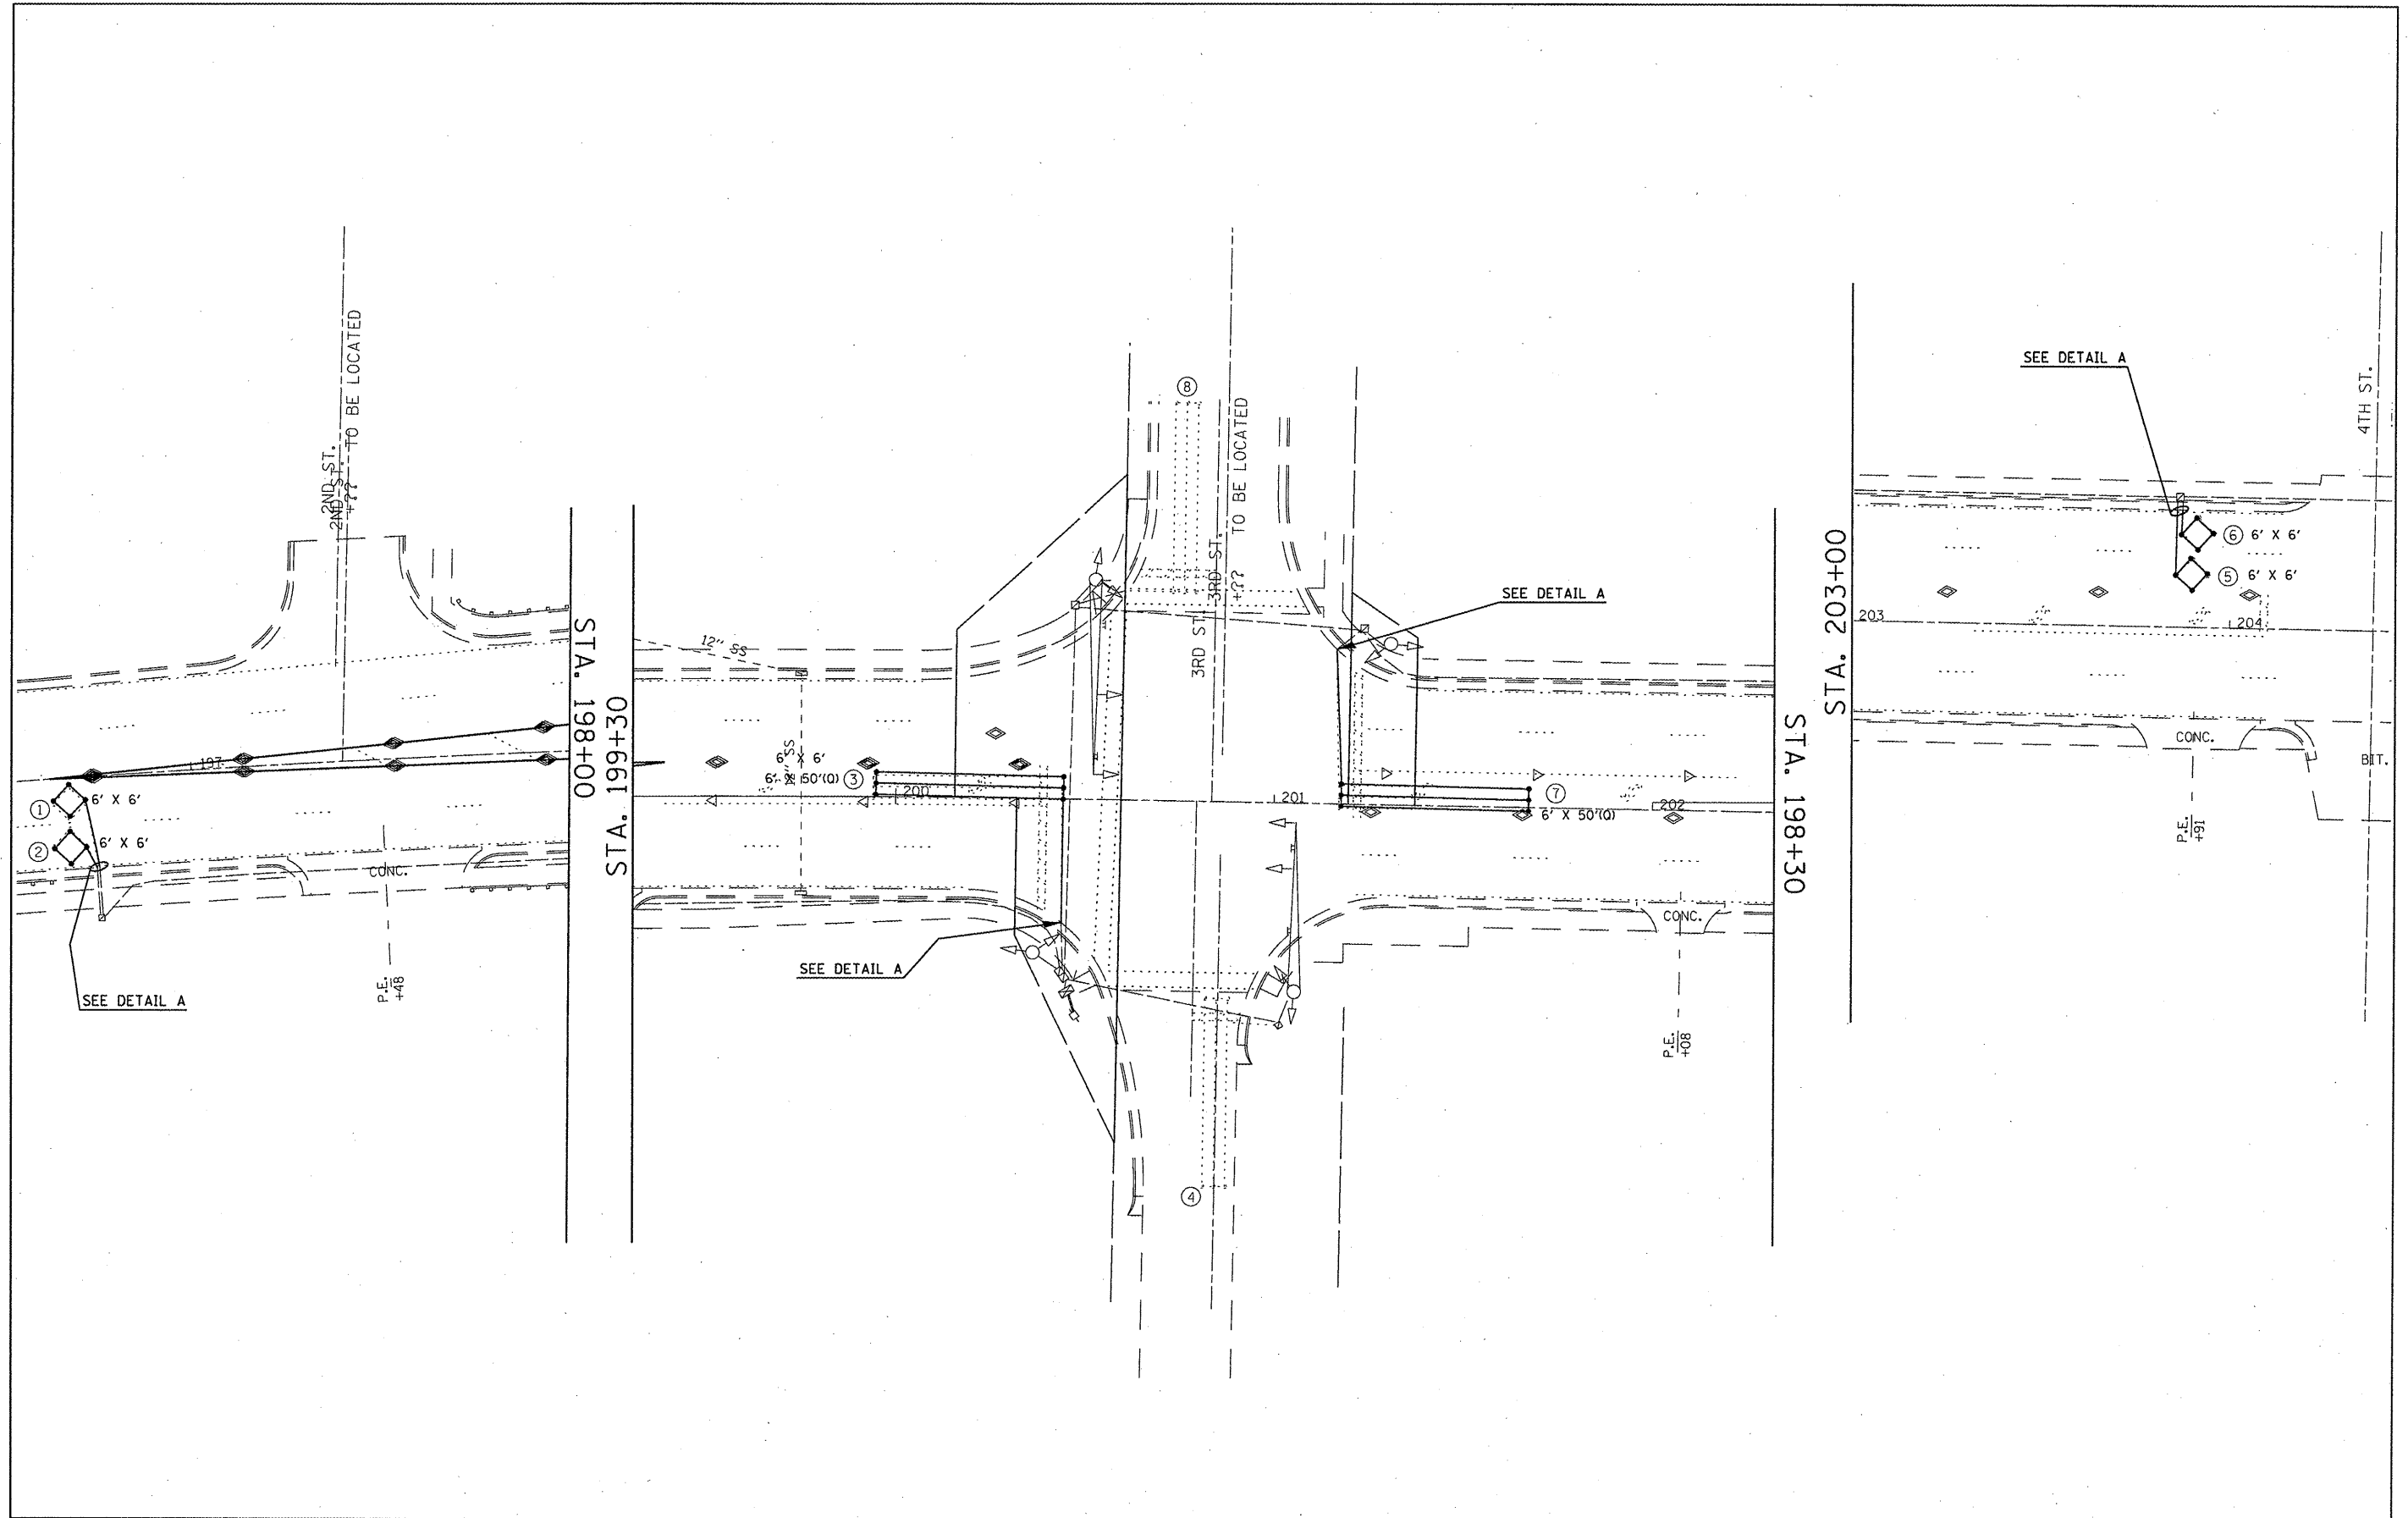 2ND ST.
2ND ST.
+??
TO BE LOCATED
197
1
6' X 6'
2
6' X 6'
CONC.
P.E.
+48
SEE DETAIL A
STA. 198+00
STA. 199+30
12" SS
12" SS
6' X 6'
6' X 50'(Q)
3
200
SEE DETAIL A
8
3RD ST.
3RD ST.
+??
TO BE LOCATED
201
4
SEE DETAIL A
7
6' X 50'(Q)
202
CONC.
P.E.
+08
STA. 198+30
STA. 203+00
203
SEE DETAIL A
6
6' X 6'
5
6' X 6'
204
CONC.
P.E.
+91
4TH ST.
BIT.